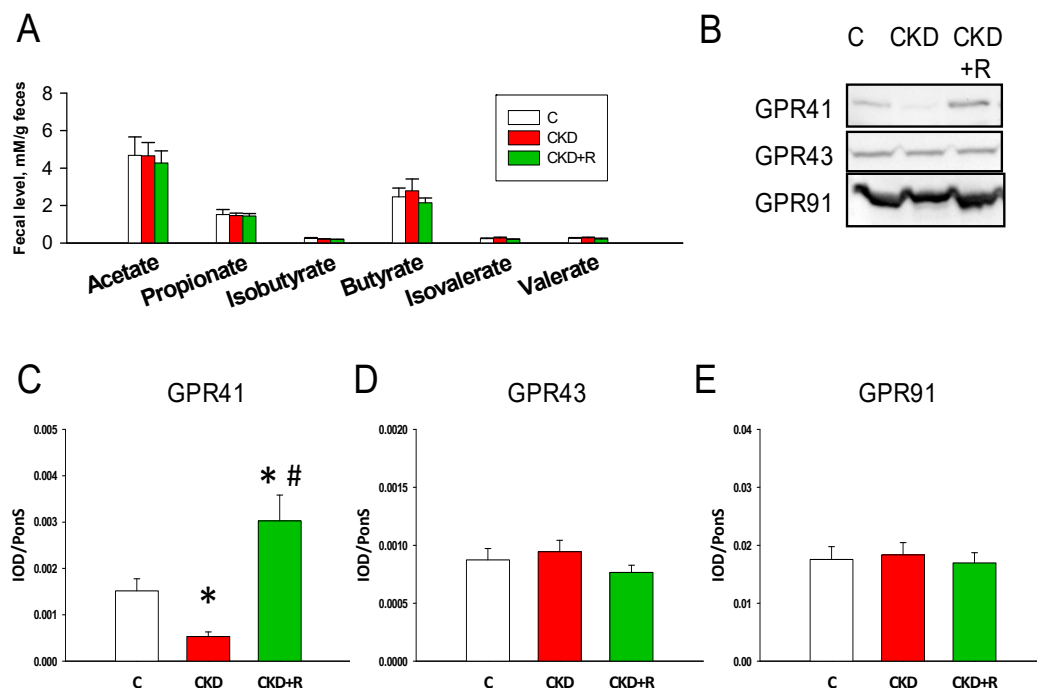 A
Fecal level, mM/g feces
8
6
4
2
0
C
CKD
CKD+R
Acetate
Propionate
Isobutyrate
Butyrate
Isovalerate
Valerate
B
C CKD CKD
+R
GPR41
GPR43
GPR91
C
GPR41
IOD/PonS
0.005
0.004
0.003
0.002
0.001
0.000
*
* #
C CKD CKD+R
D
GPR43
IOD/PonS
0.0020
0.0015
0.0010
0.0005
0.0000
C CKD CKD+R
E
GPR91
IOD/PonS
0.04
0.03
0.02
0.01
0.00
C CKD CKD+R